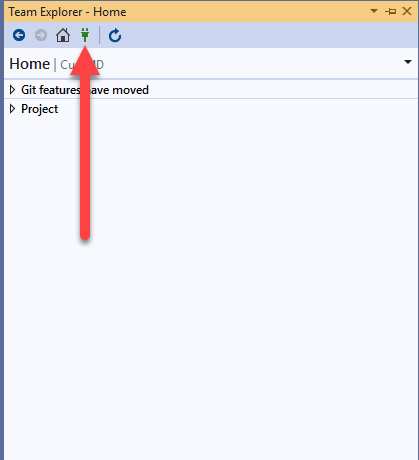 Team Explorer - Home
Home |
Git features have moved
Project